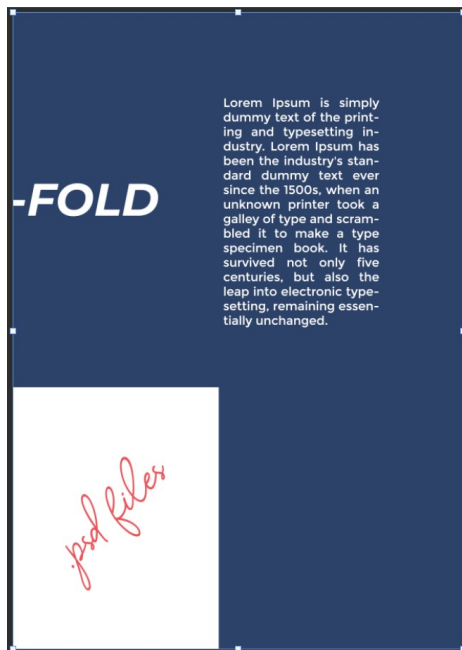 -FOLD
Lorem Ipsum is simply
dummy text of the print-
ing and typesetting in-
dustry. Lorem Ipsum has
been the industry's stan-
dard dummy text ever
since the 1500s, when an
unknown printer took a
galley of type and scram-
bled it to make a type
specimen book. It has
survived not only five
centuries, but also the
leap into electronic type-
setting, remaining essen-
tially unchanged.
.psd files